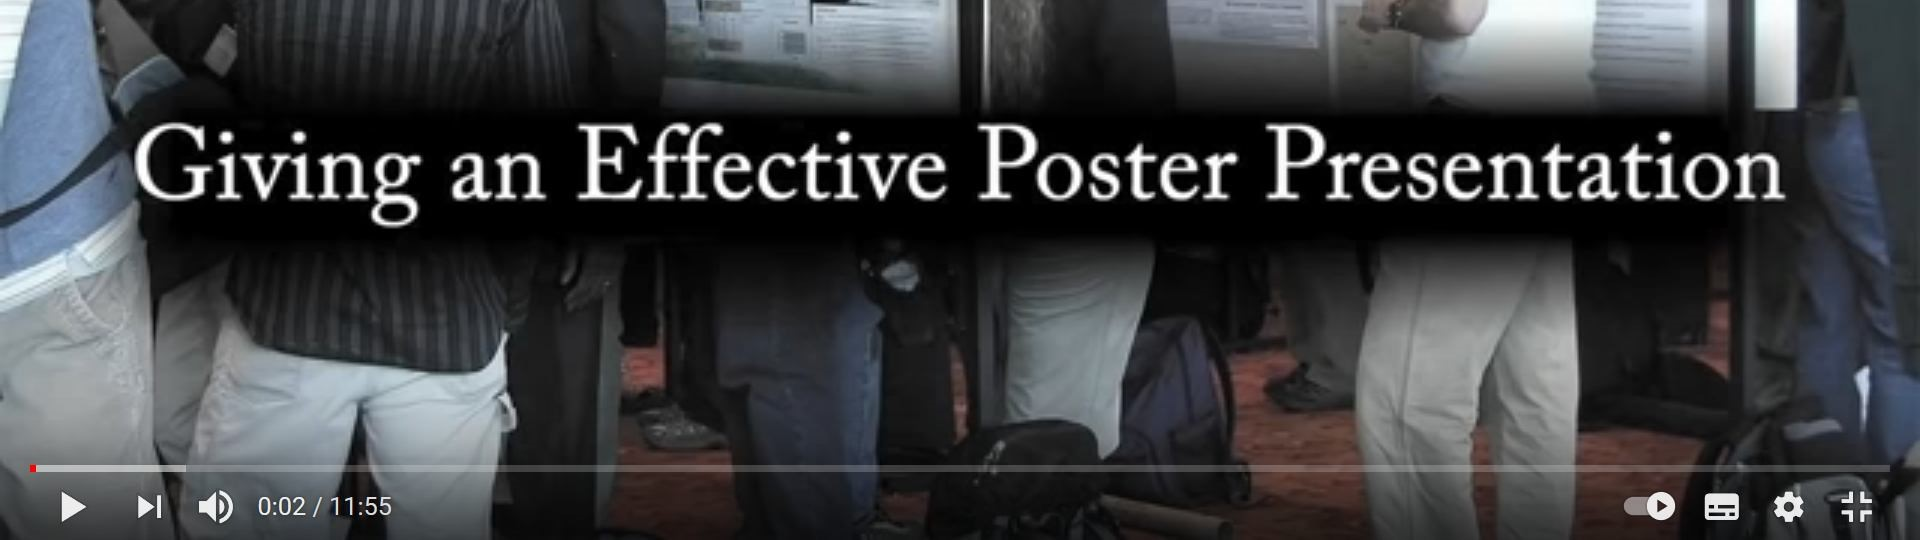 Giving an Effective Poster Presentation
0:02 / 11:55